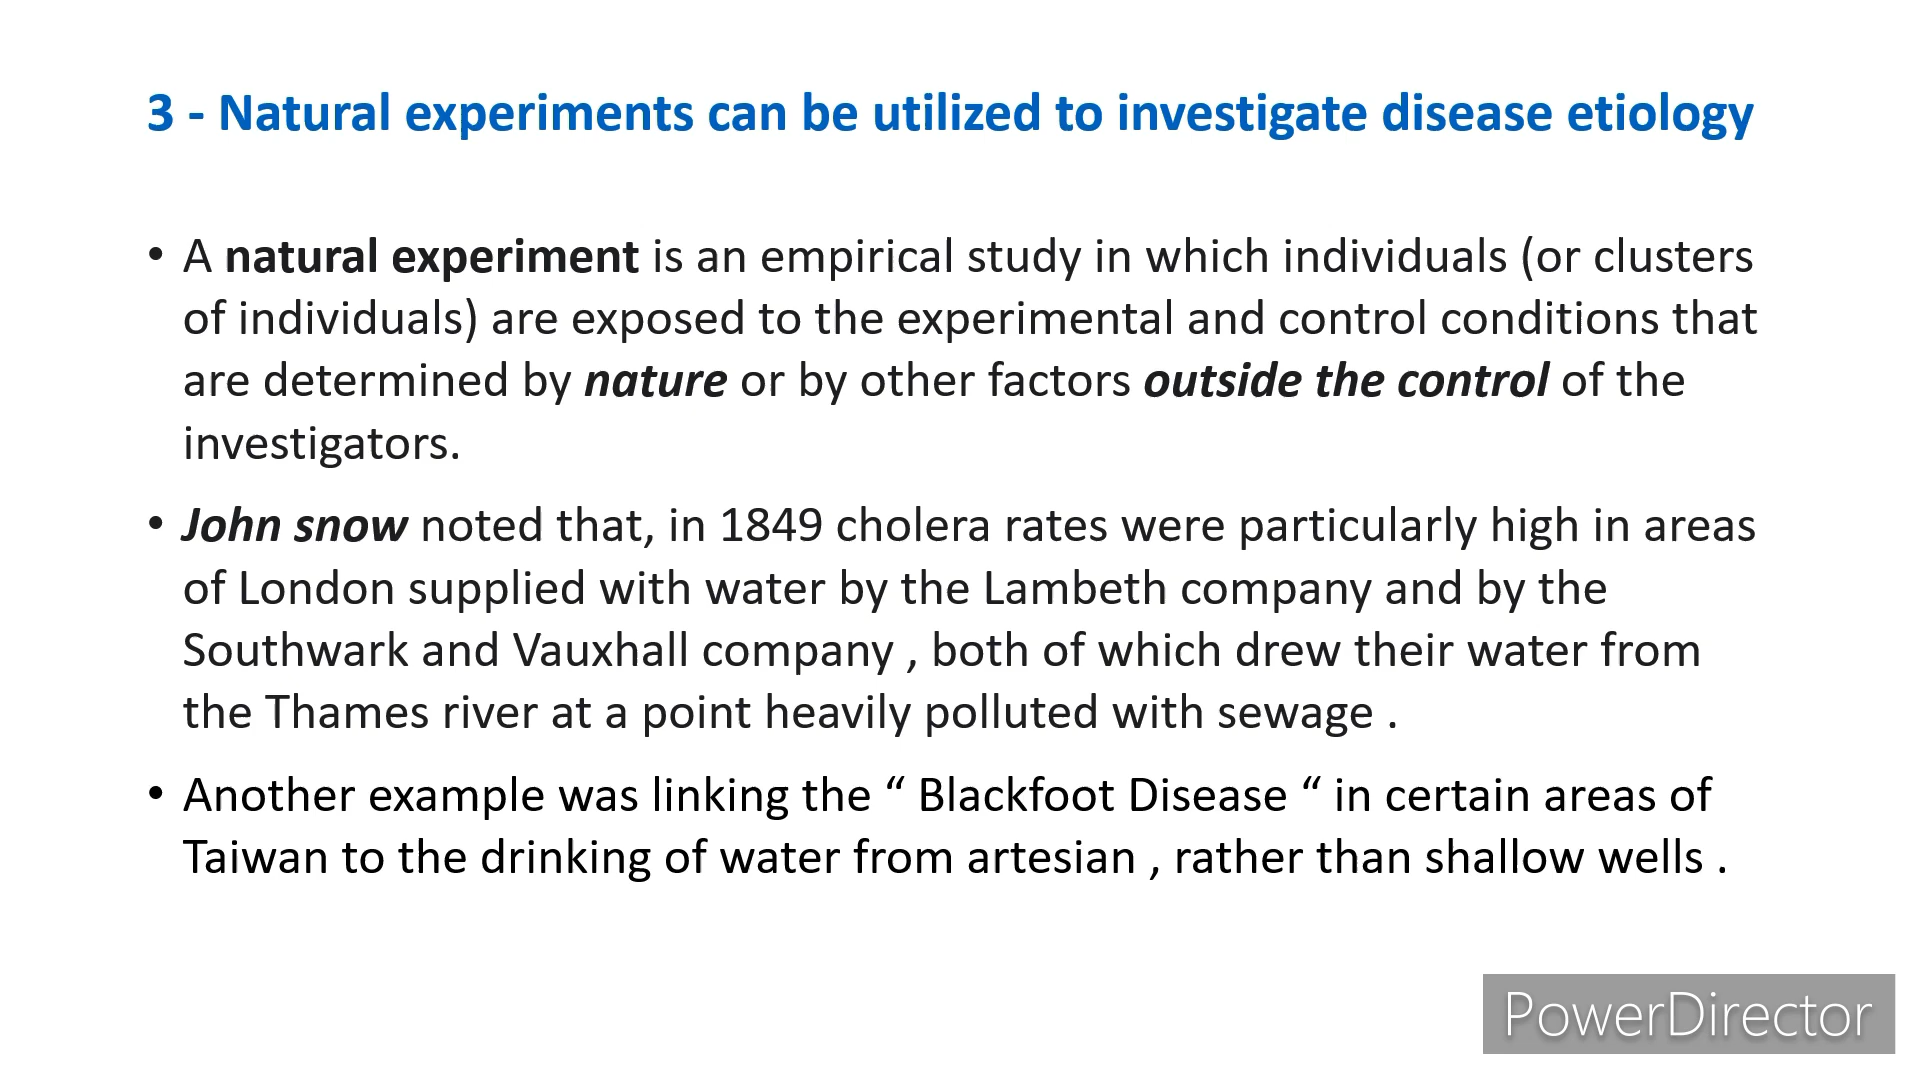 3 - Natural experiments can be utilized to investigate disease etiology
• A natural experiment is an empirical study in which individuals (or clusters
of individuals) are exposed to the experimental and control conditions that
are determined by nature or by other factors outside the control of the
investigators.
• John snow noted that, in 1849 cholera rates were particularly high in areas
of London supplied with water by the Lambeth company and by the
Southwark and Vauxhall company , both of which drew their water from
the Thames river at a point heavily polluted with sewage .
• Another example was linking the “ Blackfoot Disease “ in certain areas of
Taiwan to the drinking of water from artesian , rather than shallow wells .
PowerDirector